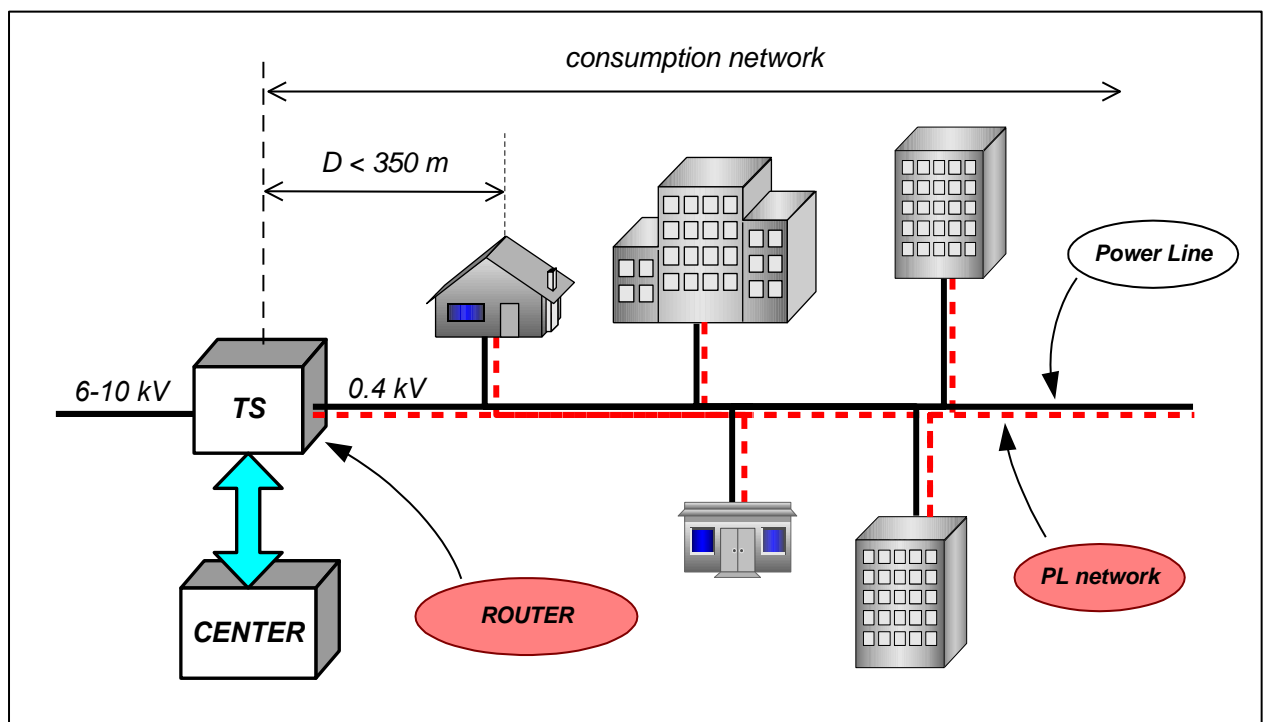 consumption network
D < 350 m
Power Line
6-10 kV
TS
0.4 kV
CENTER
ROUTER
PL network